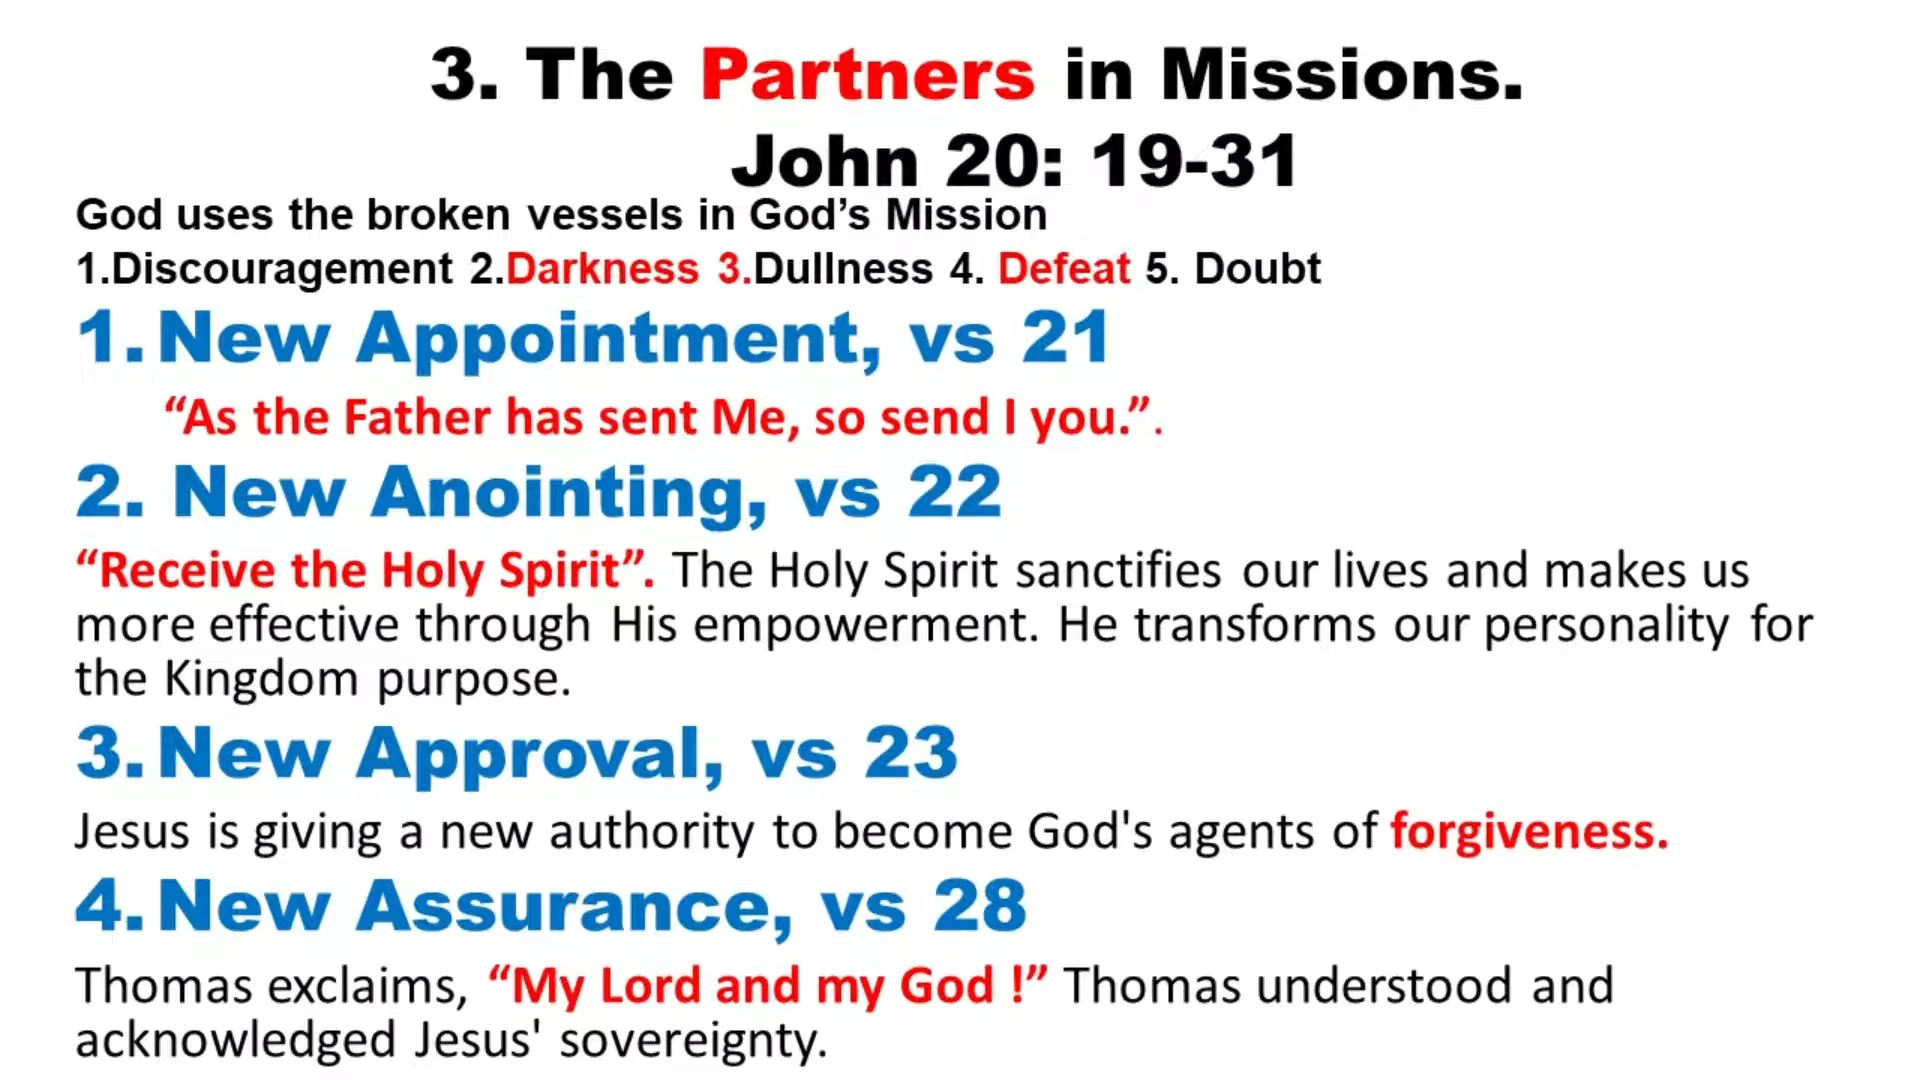 3. The Partners in Missions.
John 20: 19-31
God uses the broken vessels in God’s Mission
1.Discouragement 2.Darkness 3.Dullness 4. Defeat 5. Doubt
1. New Appointment, vs 21
“As the Father has sent Me, so send I you.”.
2. New Anointing, vs 22
“Receive the Holy Spirit”. The Holy Spirit sanctifies our lives and makes us
more effective through His empowerment. He transforms our personality for
the Kingdom purpose.
3. New Approval, vs 23
Jesus is giving a new authority to become God's agents of forgiveness.
4. New Assurance, vs 28
Thomas exclaims, “My Lord and my God !” Thomas understood and
acknowledged Jesus' sovereignty.